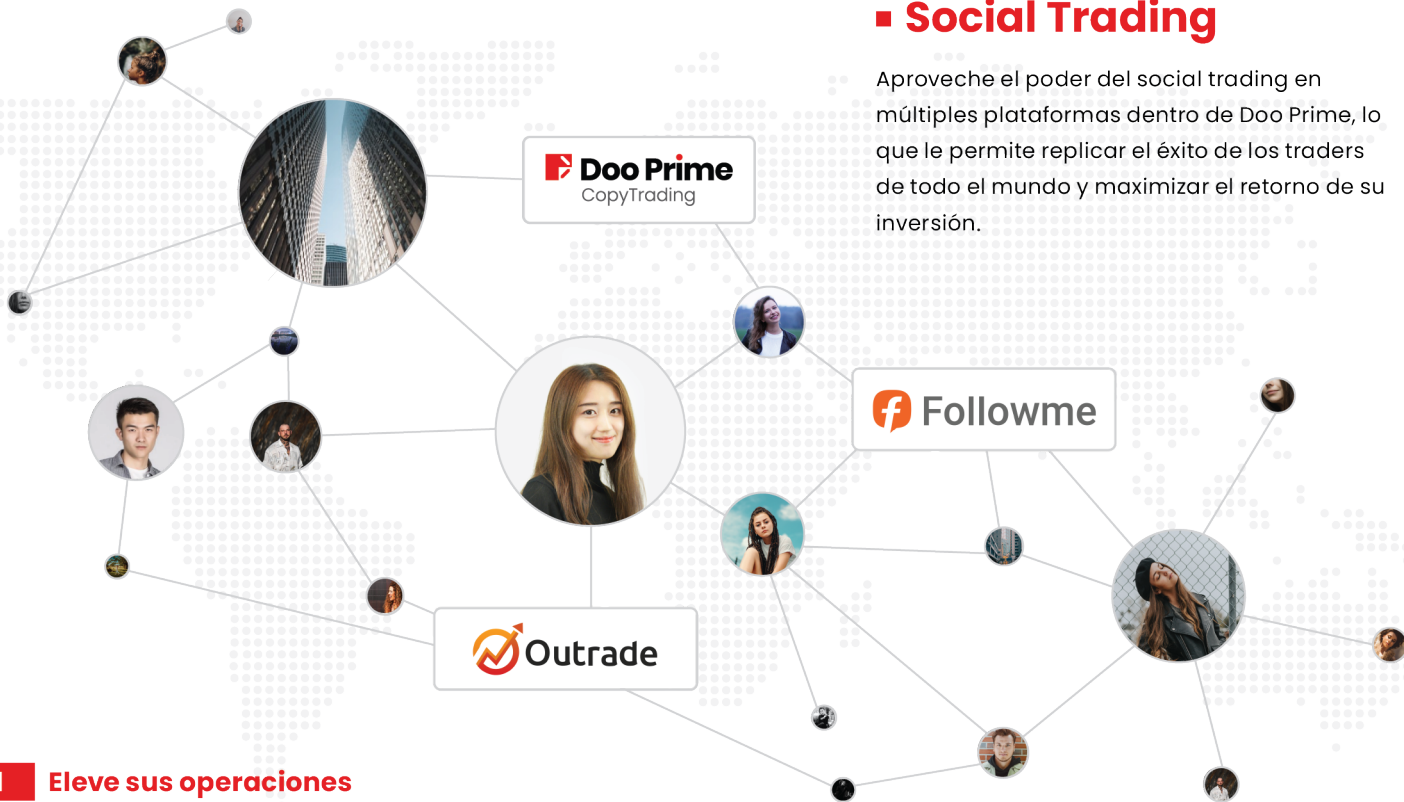 Social Trading
Aproveche el poder del social trading en
múltiples plataformas dentro de Doo Prime, lo
que le permite replicar el éxito de los traders
de todo el mundo y maximizar el retorno de su
inversión.
Doo Prime
CopyTrading
Followme
Outrade
Eleve sus operaciones